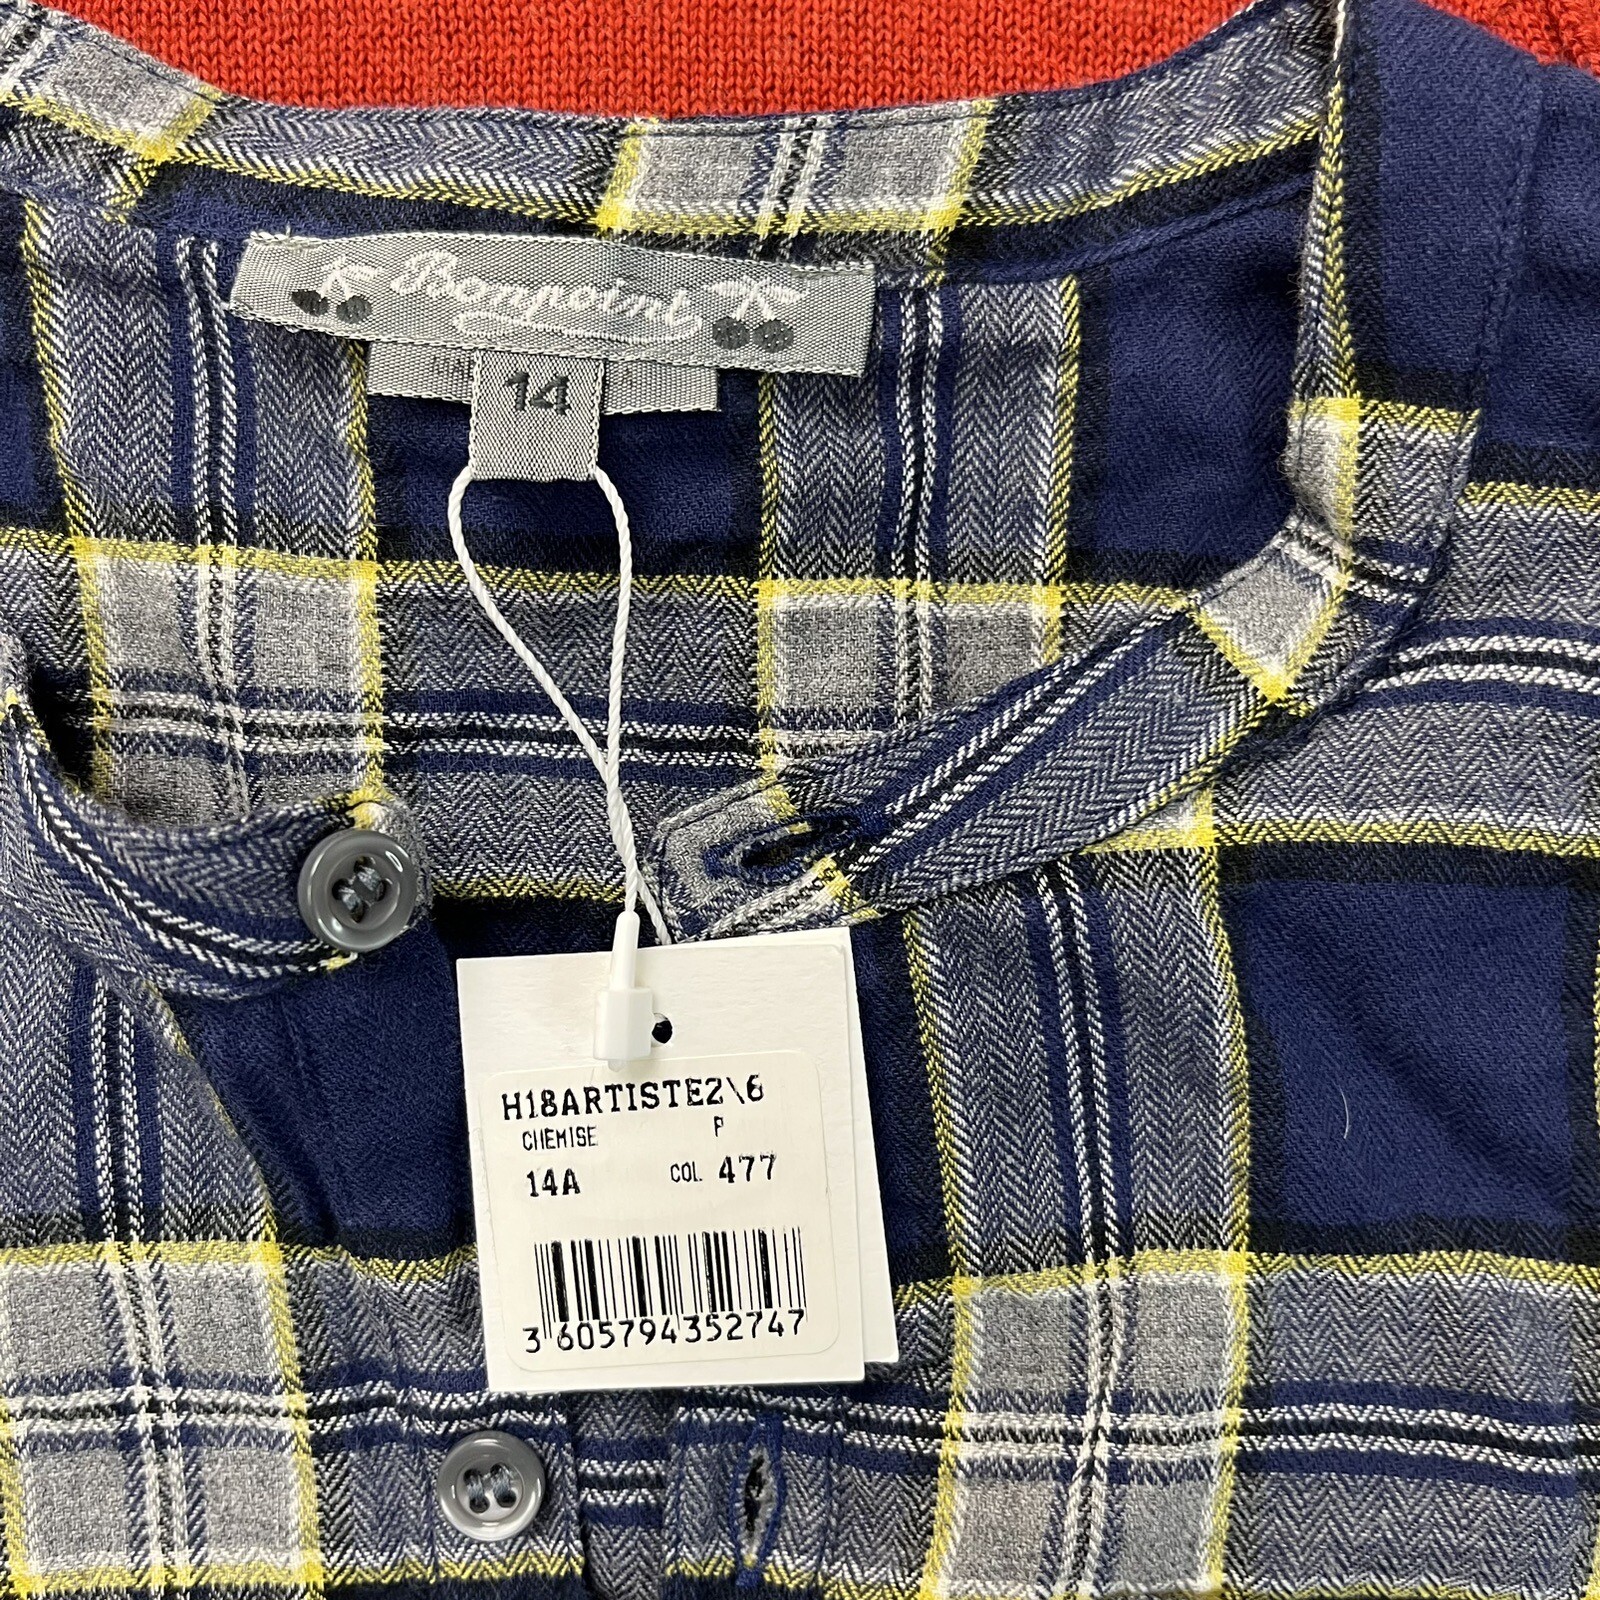 Bonpoint
14
H18ARTISTE2\6
CHEMISE P
14A COL. 477
3 605794 352747